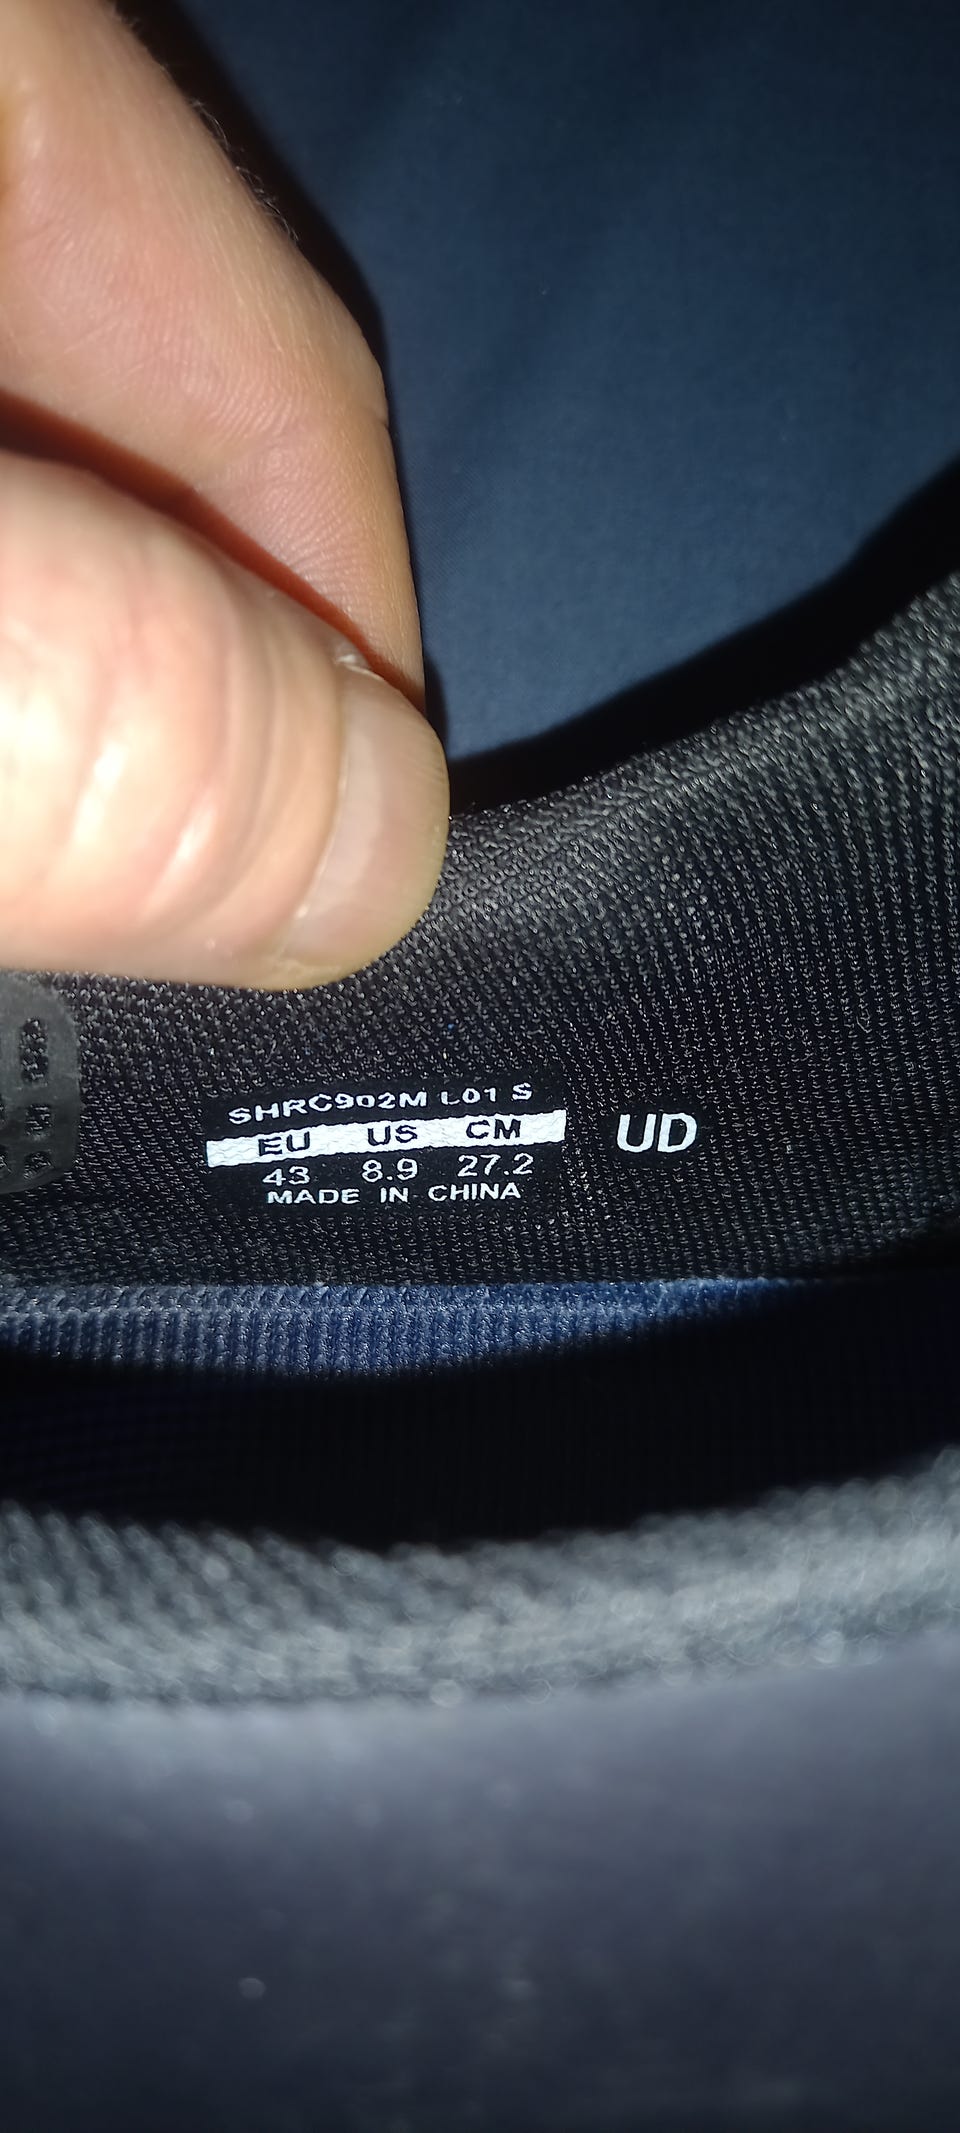 SHRC902M L01 S
EU US CM
43 8.9 27.2
MADE IN CHINA
UD